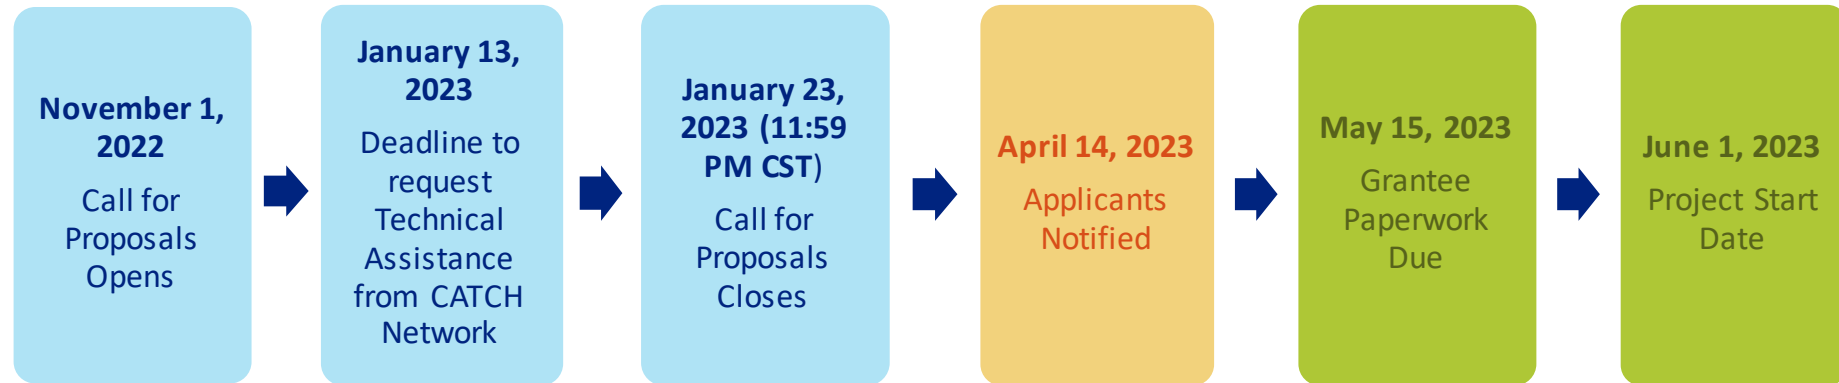 November 1,
2022
Call for
Proposals
Opens
January 13,
2023
Deadline to
request
Technical
Assistance
from CATCH
Network
January 23,
2023 (11:59
PM CST)
Call for
Proposals
Closes
April 14, 2023
Applicants
Notified
May 15, 2023
Grantee
Paperwork
Due
June 1, 2023
Project Start
Date